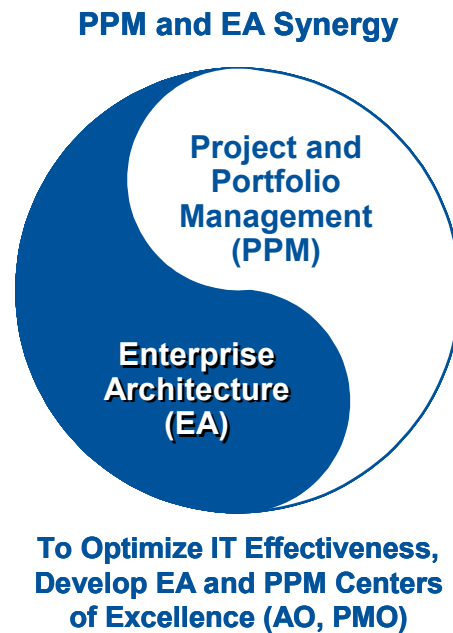 PPM and EA Synergy
Project and
Portfolio
Management
(PPM)
Enterprise
Architecture
(EA)
To Optimize IT Effectiveness,
Develop EA and PPM Centers
of Excellence (AO, PMO)